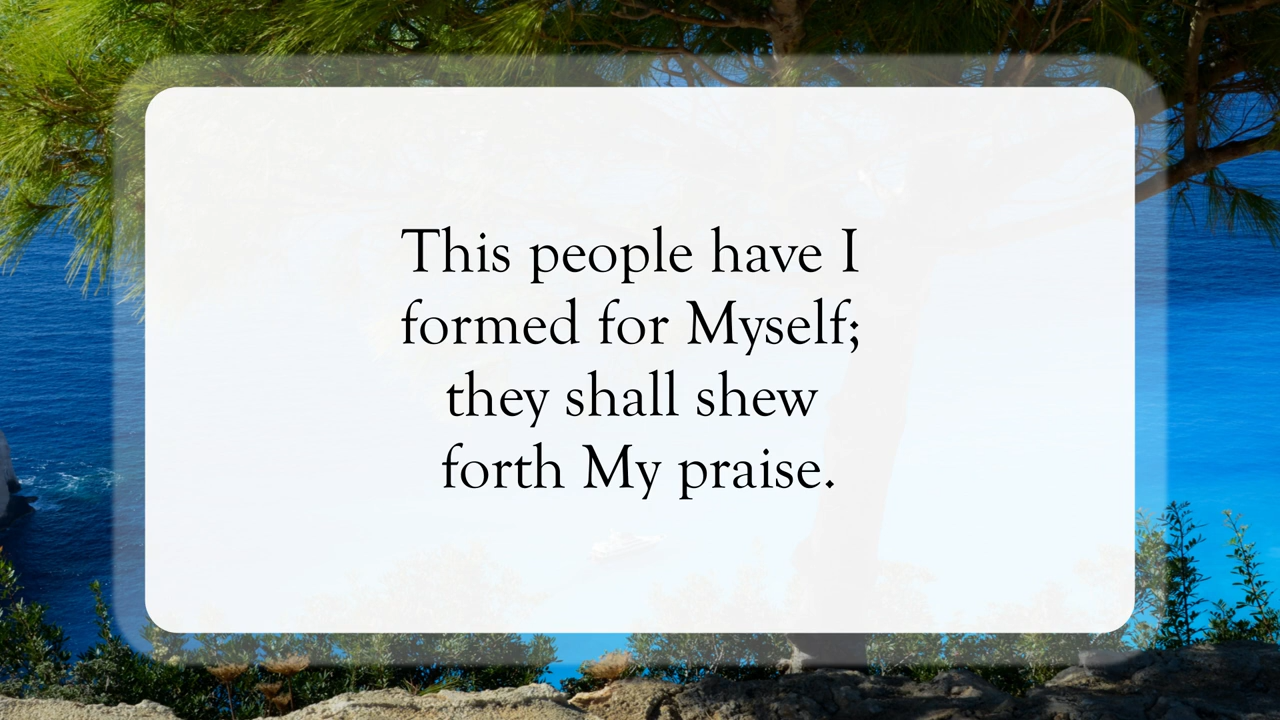 This people have I
formed for Myself;
they shall shew
forth My praise.